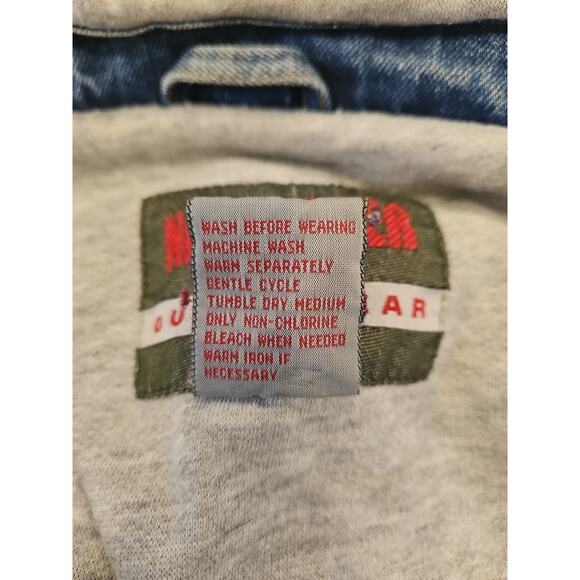 WASH BEFORE WEARING
MACHINE WASH
WARM SEPARATELY
GENTLE CYCLE
TUMBLE DRY MEDIUM
ONLY NON-CHLORINE
BLEACH WHEN NEEDED
WARM IRON IF
NECESSARY